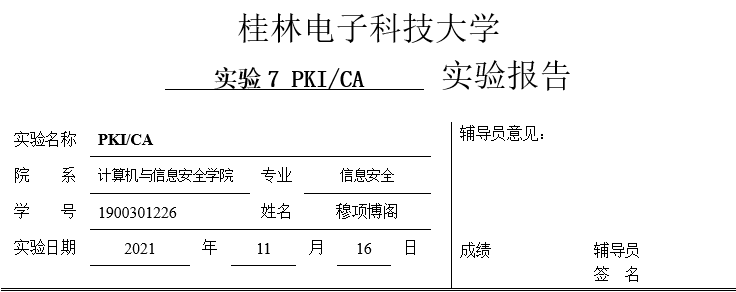 桂林电子科技大学
实验 7 PKI/CA 实验报告
实验名称 PKI/CA
院 系 计算机与信息安全学院 专业 信息安全
学 号 1900301226 姓名 穆项博阁
实验日期 2021 年 11 月 16 日
辅导员意见：
成绩 辅导员
签 名